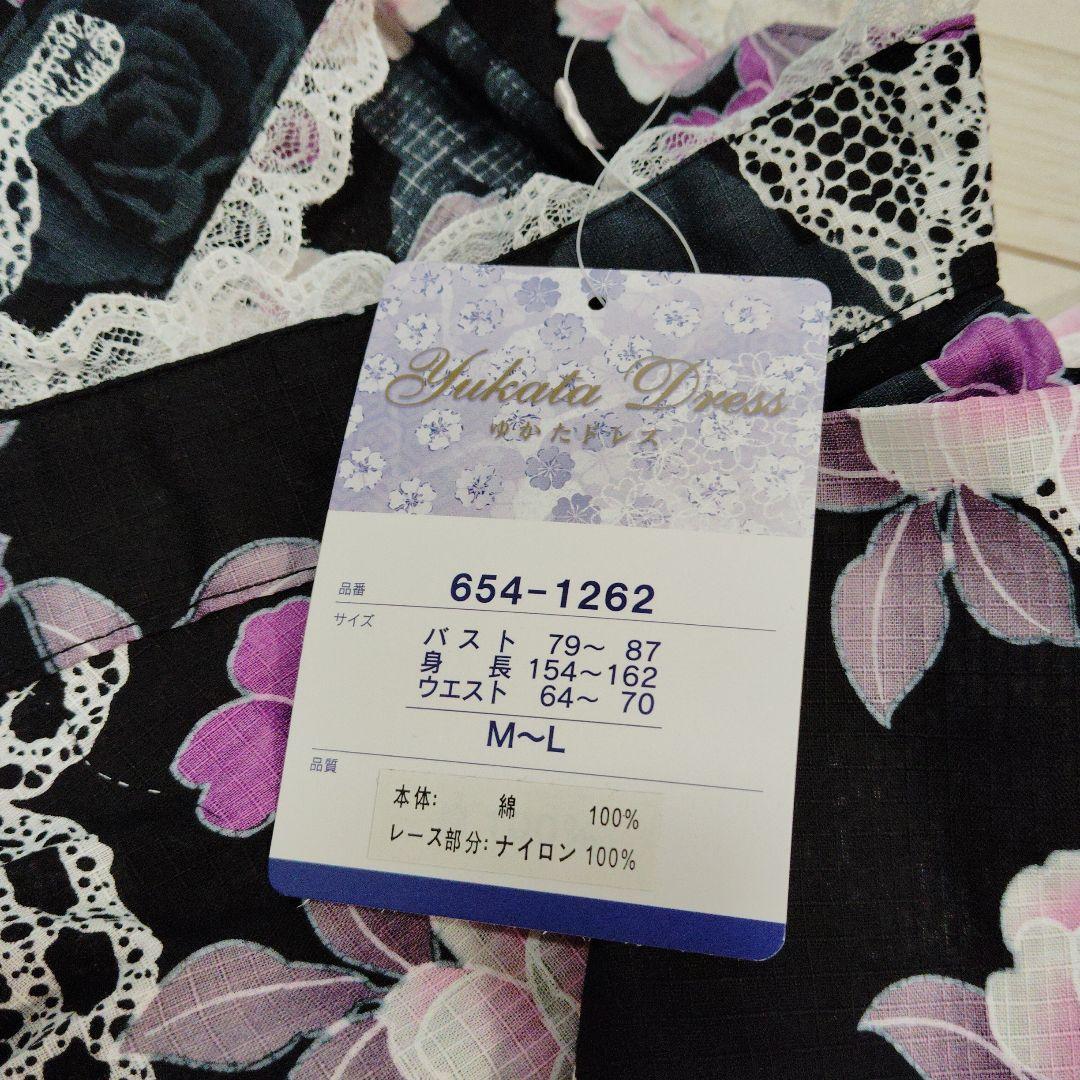 Yukata Dress
ゆかたドレス
品番 654-1262
サイズ
バスト 79～ 87
身長 154～162
ウエスト 64～ 70
M～L
品質
本体: 綿 100%
レース部分: ナイロン 100%